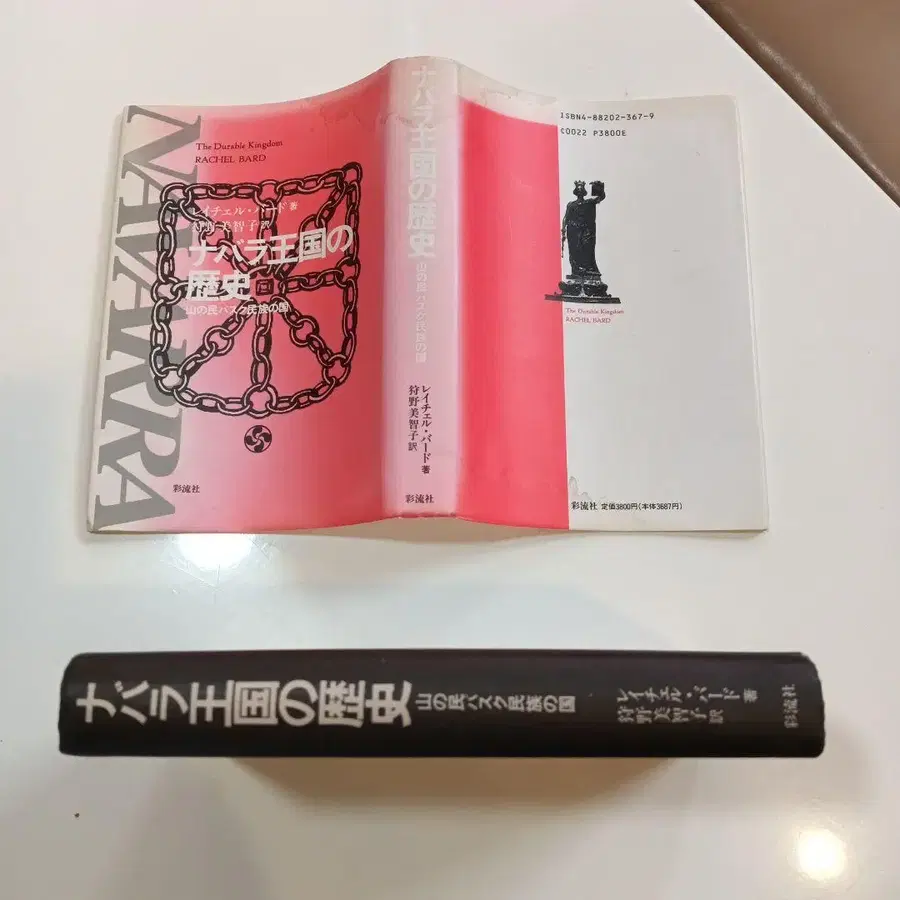 NAVARRA
The Durable Kingdom
RACHEL BARD
レイチェル・バード 著
狩野美智子 訳
ナバラ王国の
歴史
山の民バスク民族の国
彩流社
ナバラ王国の歴史
山の民バスク民族の国
レイチェル・バード 著
狩野美智子 訳
彩流社
ISBN4-88202-367-9
C0022 P3800E
The Durable Kingdom
RACHEL BARD
彩流社 定価3800円(本体3687円)
ナバラ王国の歴史
山の民バスク民族の国
レイチェル・バード 著
狩野美智子 訳
彩流社